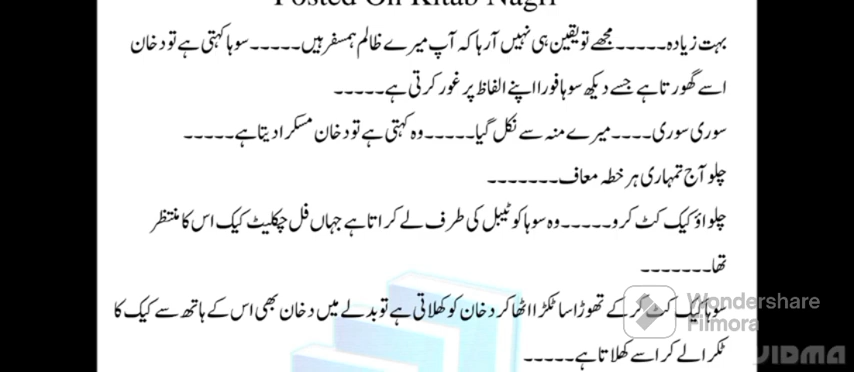 Posted On Kitab Nagri
بہت زیادہ۔۔۔۔۔ مجھے تو یقین ہی نہیں آرہا کہ آپ میرے ظالم ہمسفر ہیں۔۔۔۔۔ سوہا کہتی ہے تو دخان
اسے گھورتا ہے جسے دیکھ سوہا فورا اپنے الفاظ پر غور کرتی ہے۔۔۔۔۔
سوری سوری۔۔۔۔ میرے منہ سے نکل گیا۔۔۔۔۔ وہ کہتی ہے تو دخان مسکرا دیتا ہے۔۔۔۔۔
چلو آج تمہاری ہر خطہ معاف۔۔۔۔۔۔۔
چلو اؤ کیک کٹ کرو۔۔۔۔۔ وہ سوہا کو ٹیبل کی طرف لے کر اتا ہے جہاں فل چکلیٹ کیک اس کا منتظر
تھا۔۔۔۔۔۔۔
سوہا کیک کٹ کر کے تھوڑا سا ٹکڑا اٹھا کر دخان کو کھلاتی ہے تو بدلے میں دخان بھی اس کے ہاتھ سے کیک کا
ٹکرا لے کر اسے کھلاتا ہے۔۔۔۔۔
Wondershare
Filmora
VIDMA